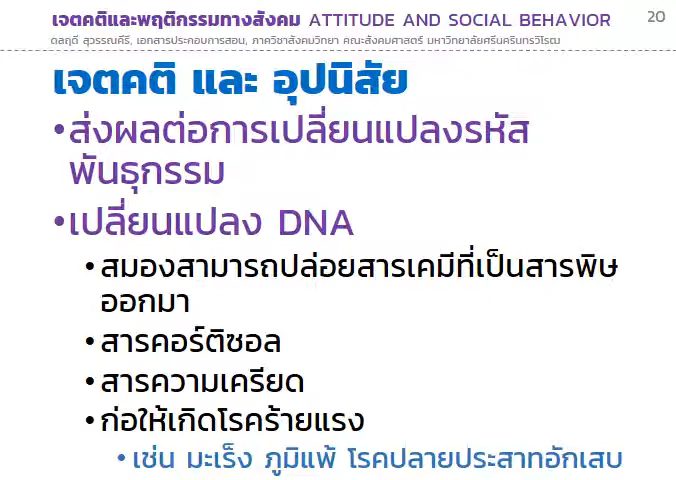 เจตคติและพฤติกรรมทางสังคม ATTITUDE AND SOCIAL BEHAVIOR 20
ดลฤดี สุวรรณคีรี, เอกสารประกอบการสอน, ภาควิชาสังคมวิทยา คณะสังคมศาสตร์ มหาวิทยาลัยศรีนครินทรวิโรฒ
เจตคติ และ อุปนิสัย
•ส่งผลต่อการเปลี่ยนแปลงรหัส
พันธุกรรม
•เปลี่ยนแปลง DNA
•สมองสามารถปล่อยสารเคมีที่เป็นสารพิษ
ออกมา
•สารคอร์ติซอล
•สารความเครียด
•ก่อให้เกิดโรคร้ายแรง
•เช่น มะเร็ง ภูมิแพ้ โรคปลายประสาทอักเสบ